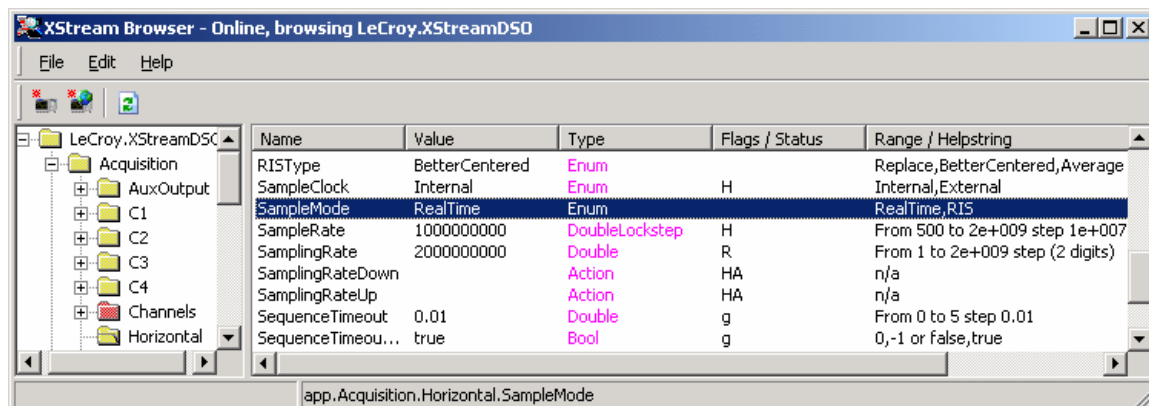 XStream Browser - Online, browsing LeCroy.XStreamDSO
File Edit Help
LeCroy.XStreamDSO
Acquisition
AuxOutput
C1
C2
C3
C4
Channels
Horizontal
Name Value Type Flags / Status Range / Helpstring
RISType BetterCentered Enum Replace,BetterCentered,Average
SampleClock Internal Enum H Internal,External
SampleMode RealTime Enum RealTime,RIS
SampleRate 1000000000 DoubleLockstep H From 500 to 2e+009 step 1e+007
SamplingRate 2000000000 Double R From 1 to 2e+009 step (2 digits)
SamplingRateDown Action HA n/a
SamplingRateUp Action HA n/a
SequenceTimeout 0.01 Double g From 0 to 5 step 0.01
SequenceTimeou... true Bool g 0,-1 or false,true
app.Acquisition.Horizontal.SampleMode